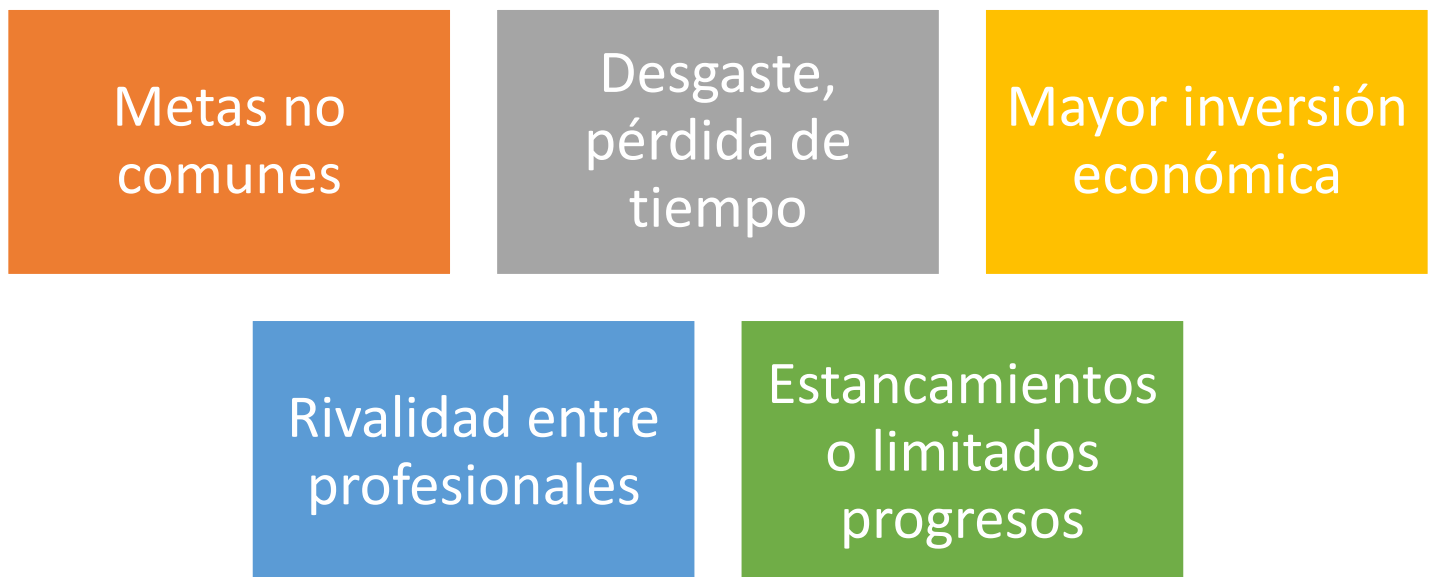 Metas no
comunes
Desgaste,
pérdida de
tiempo
Mayor inversión
económica
Rivalidad entre
profesionales
Estancamientos
o limitados
progresos